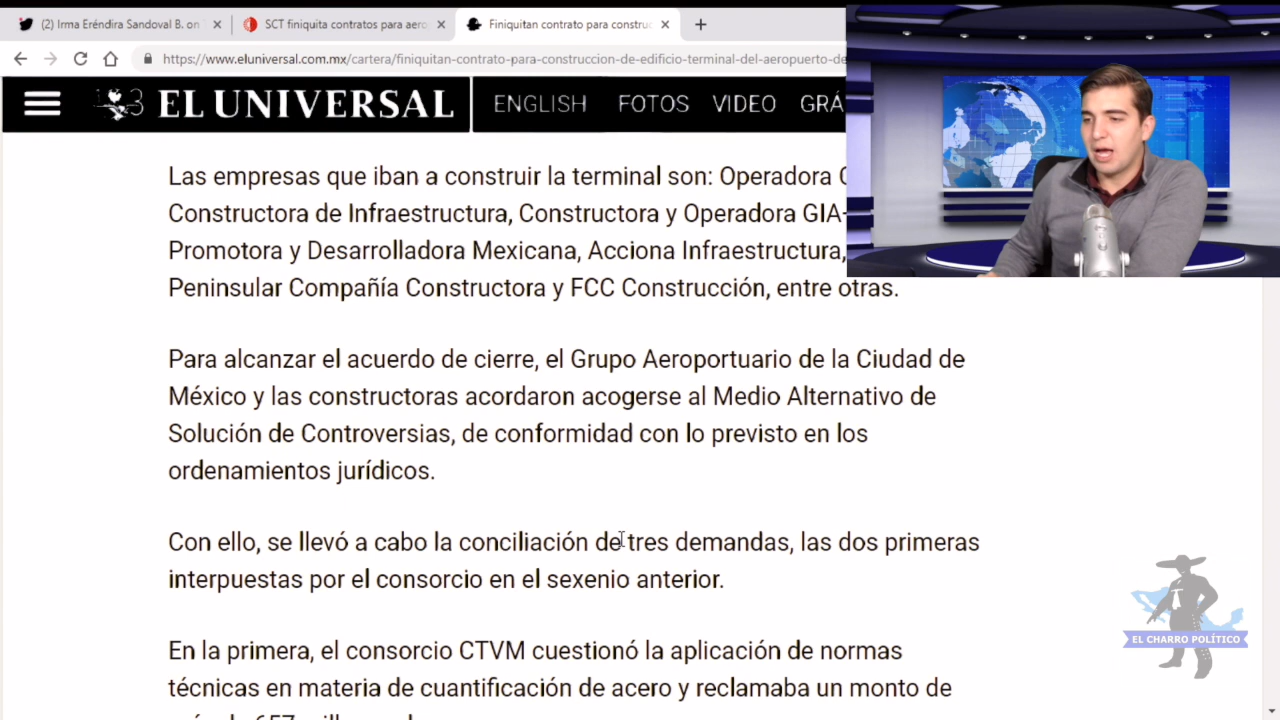 (2) Irma Eréndira Sandoval B. on
SCT finiquita contratos para aero
Finiquitan contrato para construc
https://www.eluniversal.com.mx/cartera/finiquitan-contrato-para-construccion-de-edificio-terminal-del-aeropuerto-de
EL UNIVERSAL ENGLISH FOTOS VIDEO
Las empresas que iban a construir la terminal son: Operadora
Constructora de Infraestructura, Constructora y Operadora GIA
Promotora y Desarrolladora Mexicana, Acciona Infraestructura,
Peninsular Compañía Constructora y FCC Construcción, entre otras.
Para alcanzar el acuerdo de cierre, el Grupo Aeroportuario de la Ciudad de
México y las constructoras acordaron acogerse al Medio Alternativo de
Solución de Controversias, de conformidad con lo previsto en los
ordenamientos jurídicos.
Con ello, se llevó a cabo la conciliación de tres demandas, las dos primeras
interpuestas por el consorcio en el sexenio anterior.
En la primera, el consorcio CTVM cuestionó la aplicación de normas
técnicas en materia de cuantificación de acero y reclamaba un monto de
EL CHARRO POLÍTICO